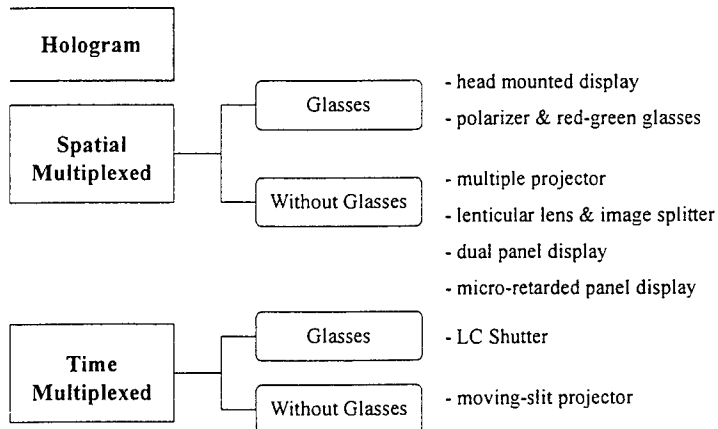 Hologram
Spatial
Multiplexed
Glasses
- head mounted display
- polarizer & red-green glasses
Without Glasses
- multiple projector
- lenticular lens & image splitter
- dual panel display
- micro-retarded panel display
Time
Multiplexed
Glasses
- LC Shutter
Without Glasses
- moving-slit projector